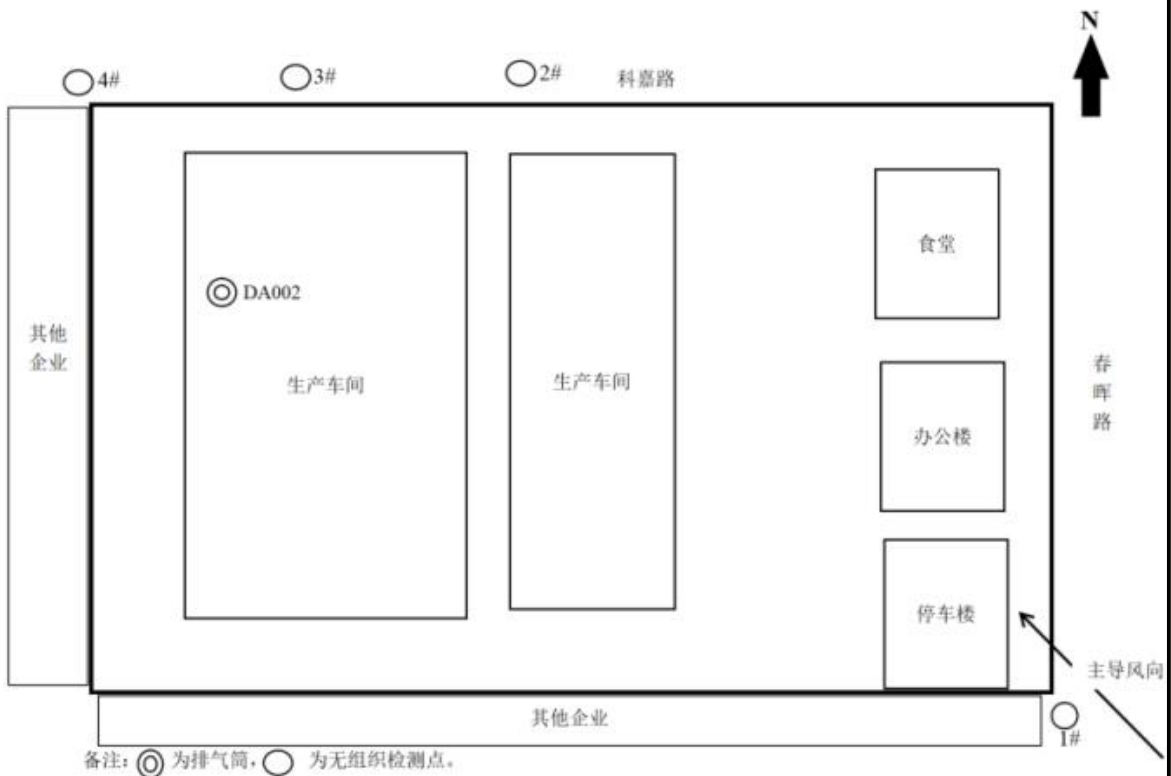 N
4#
3#
2#
科嘉路
食堂
DA002
其他
企业
生产车间
生产车间
春
晖
路
办公楼
停车楼
主导风向
其他企业
1#
备注：◎ 为排气筒，○ 为无组织检测点。